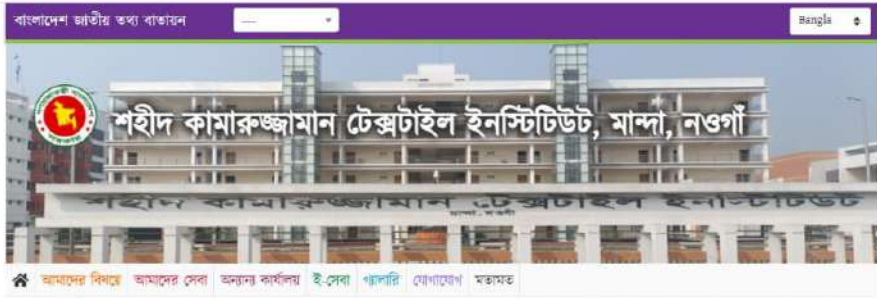 বাংলাদেশ জাতীয় তথ্য বাতায়ন ---- Bangla
শহীদ কামারুজ্জামান টেক্সটাইল ইনস্টিটিউট, মান্দা, নওগাঁ
শহীদ কামারুজ্জামান টেক্সটাইল ইনস্টিটিউট
মান্দা, নওগাঁ
আমাদের বিষয়ে আমাদের সেবা অন্যান্য কার্যালয় ই-সেবা গ্যালারি যোগাযোগ মতামত